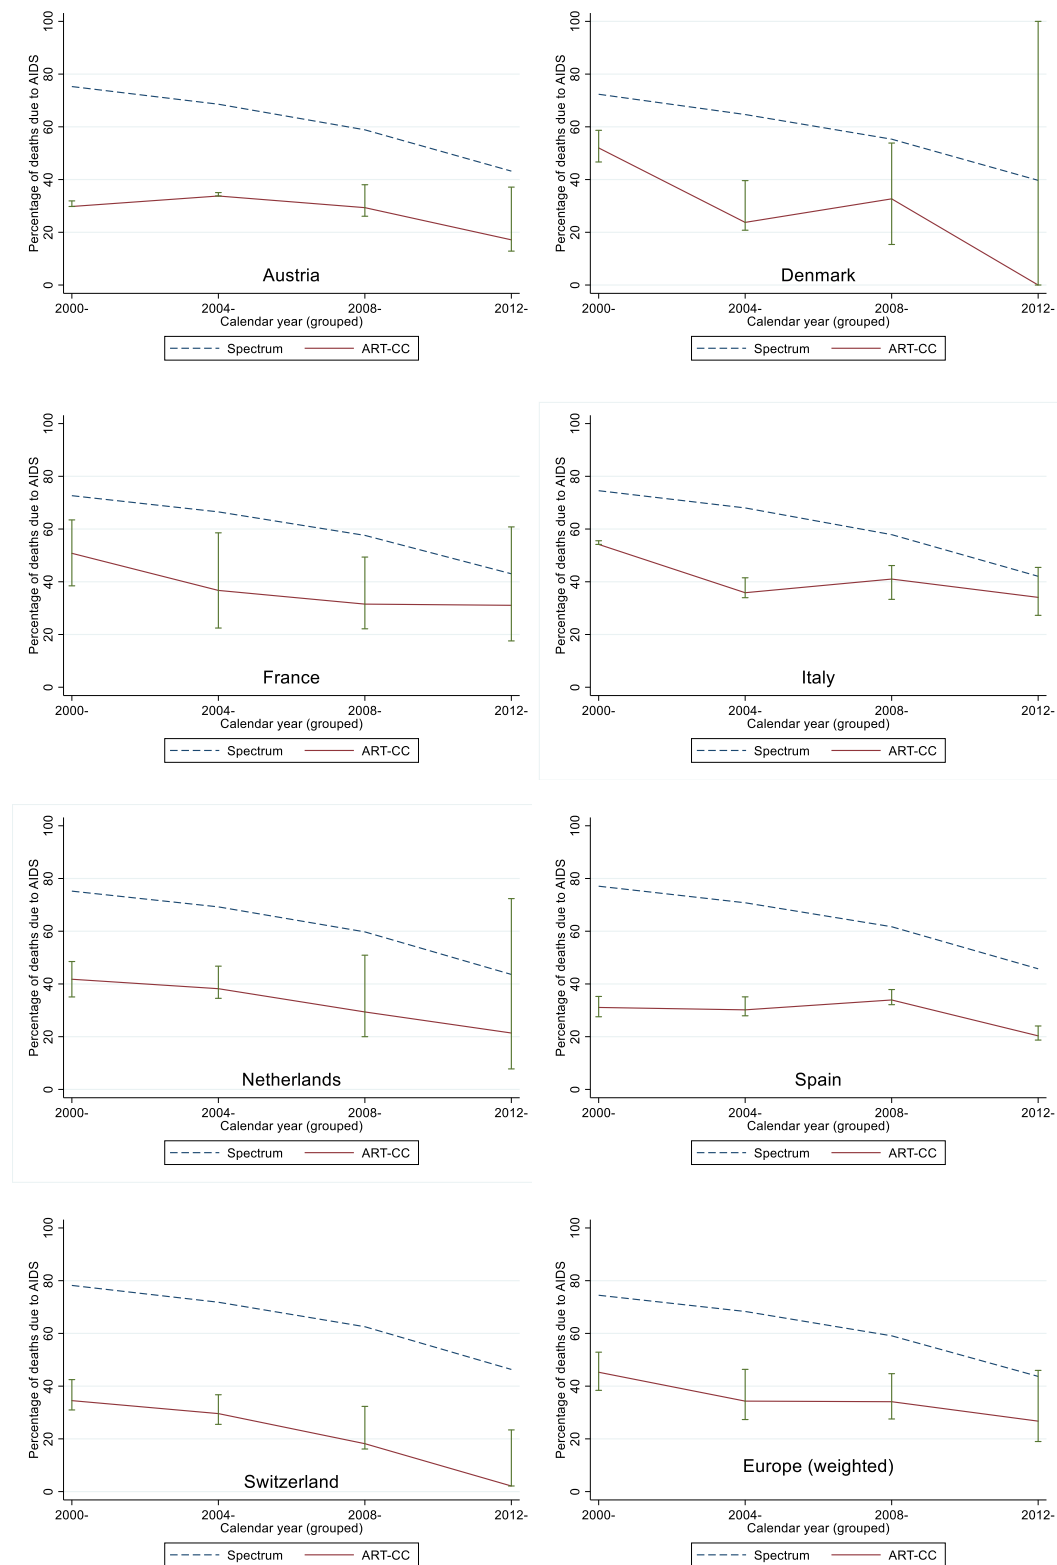 Percentage of deaths due to AIDS
100
80
60
40
20
0
Austria
2000- 2004- 2008- 2012-
Calendar year (grouped)
Spectrum ART-CC
Percentage of deaths due to AIDS
100
80
60
40
20
0
Denmark
2000- 2004- 2008- 2012-
Calendar year (grouped)
Spectrum ART-CC
Percentage of deaths due to AIDS
100
80
60
40
20
0
France
2000- 2004- 2008- 2012-
Calendar year (grouped)
Spectrum ART-CC
Percentage of deaths due to AIDS
100
80
60
40
20
0
Italy
2000- 2004- 2008- 2012-
Calendar year (grouped)
Spectrum ART-CC
Percentage of deaths due to AIDS
100
80
60
40
20
0
Netherlands
2000- 2004- 2008- 2012-
Calendar year (grouped)
Spectrum ART-CC
Percentage of deaths due to AIDS
100
80
60
40
20
0
Spain
2000- 2004- 2008- 2012-
Calendar year (grouped)
Spectrum ART-CC
Percentage of deaths due to AIDS
100
80
60
40
20
0
Switzerland
2000- 2004- 2008- 2012-
Calendar year (grouped)
Spectrum ART-CC
Percentage of deaths due to AIDS
100
80
60
40
20
0
Europe (weighted)
2000- 2004- 2008- 2012-
Calendar year (grouped)
Spectrum ART-CC